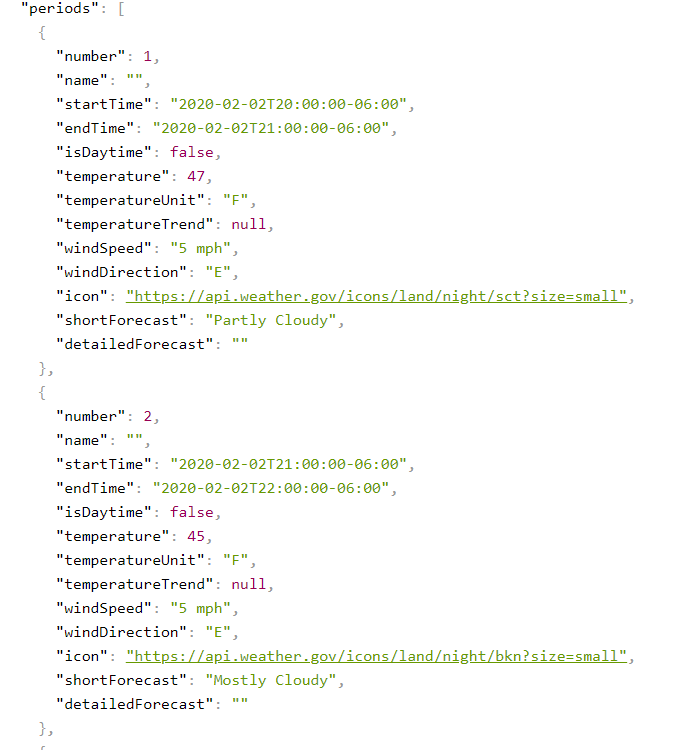 "periods": [
{
"number": 1,
"name": "",
"startTime": "2020-02-02T20:00:00-06:00",
"endTime": "2020-02-02T21:00:00-06:00",
"isDaytime": false,
"temperature": 47,
"temperatureUnit": "F",
"temperatureTrend": null,
"windSpeed": "5 mph",
"windDirection": "E",
"icon": "https://api.weather.gov/icons/land/night/sct?size=small",
"shortForecast": "Partly Cloudy",
"detailedForecast": ""
},
{
"number": 2,
"name": "",
"startTime": "2020-02-02T21:00:00-06:00",
"endTime": "2020-02-02T22:00:00-06:00",
"isDaytime": false,
"temperature": 45,
"temperatureUnit": "F",
"temperatureTrend": null,
"windSpeed": "5 mph",
"windDirection": "E",
"icon": "https://api.weather.gov/icons/land/night/bkn?size=small",
"shortForecast": "Mostly Cloudy",
"detailedForecast": ""
},
{